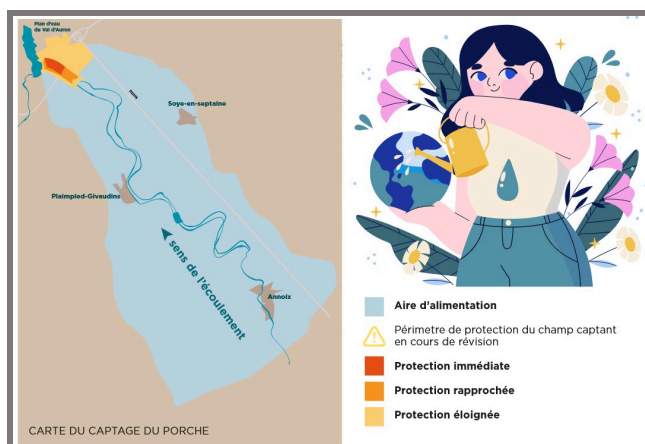 Plan d'eau
du Val d'Auron
Soye-en-septaine
Plaimpied-Givaudins
sens de l'écoulement
Annoix
CARTE DU CAPTAGE DU PORCHE
Aire d'alimentation
Périmetre de protection du champ captant
en cours de révision
Protection immédiate
Protection rapprochée
Protection éloignée